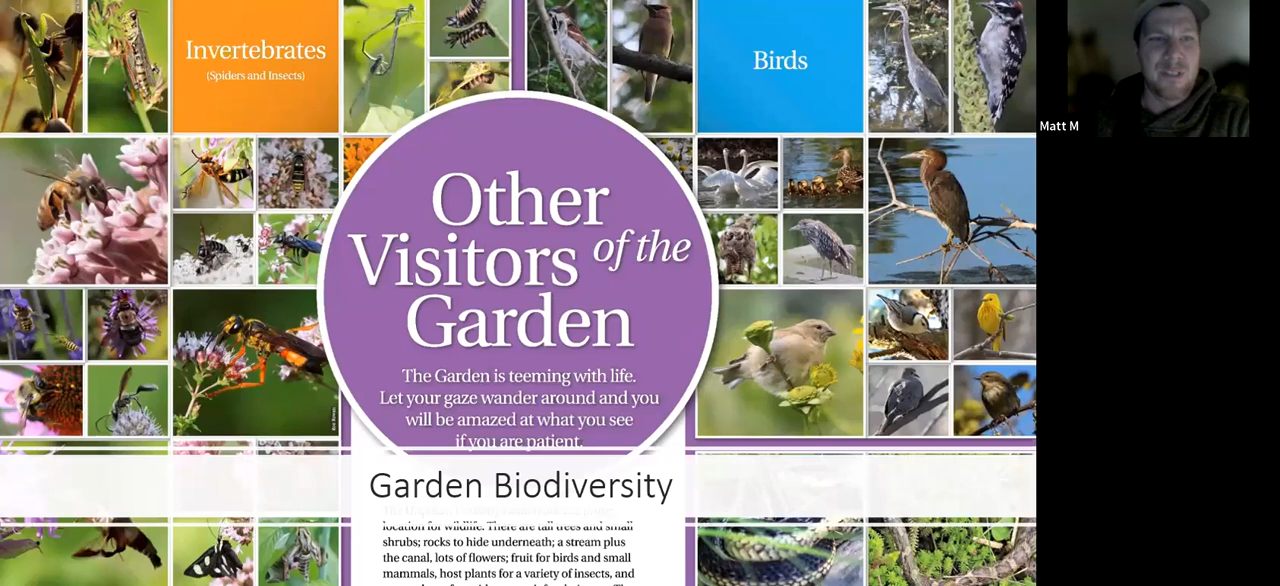 Invertebrates
(Spiders and Insects)
Birds
Matt M
Other
Visitors of the
Garden
The Garden is teeming with life.
Let your gaze wander around and you
will be amazed at what you see
if you are patient.
Garden Biodiversity
location for wildlife. There are tall trees and small
shrubs; rocks to hide underneath; a stream plus
the canal, lots of flowers; fruit for birds and small
mammals, host plants for a variety of insects, and